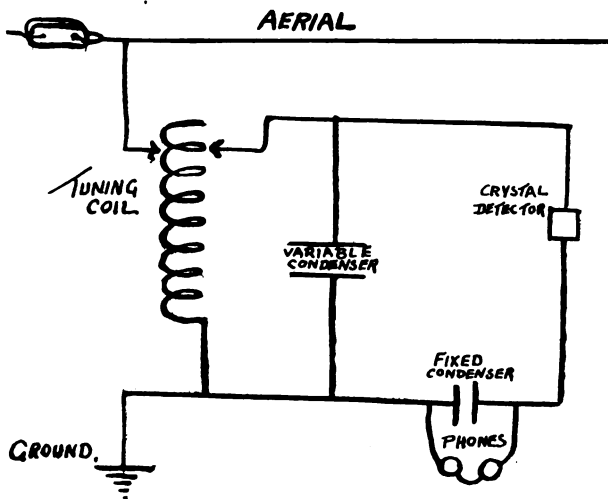 AERIAL
TUNING
COIL
CRYSTAL
DETECTOR
VARIABLE
CONDENSER
FIXED
CONDENSER
PHONES
GROUND.